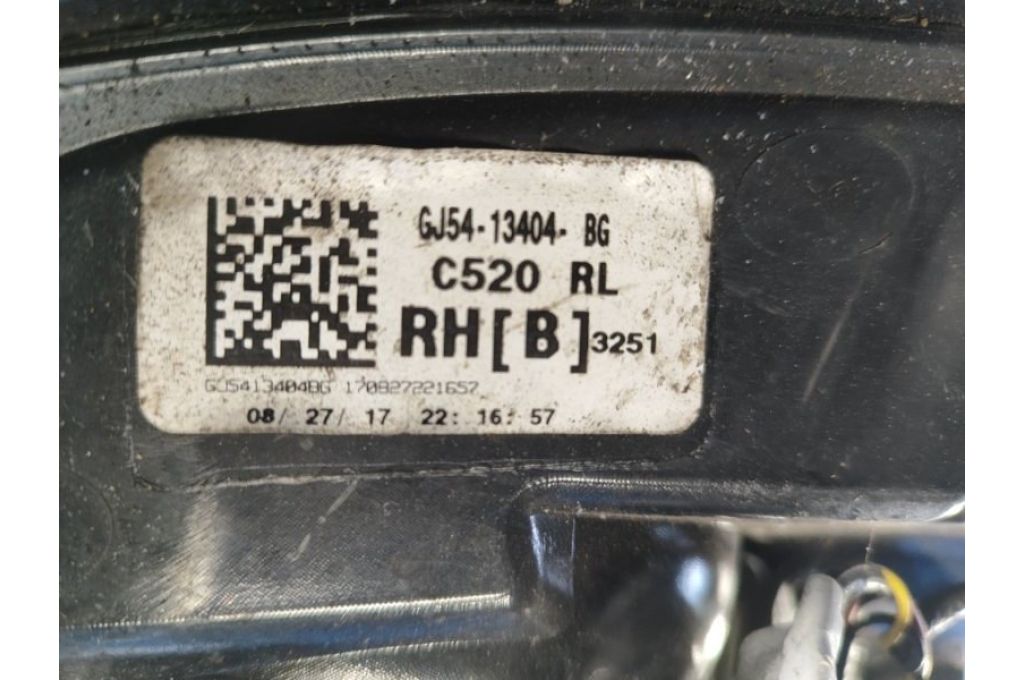 GJ54-13404- BG
C520 RL
RH[B]3251
GJ5413404BG 170827221657
08/ 27/ 17 22: 16: 57